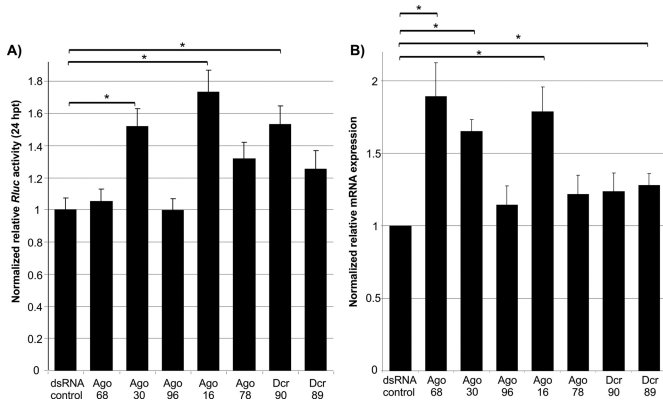 A)
*
*
*
Normalized relative Rluc activity (24 hpt)
1.8
1.6
1.4
1.2
1
0.8
0.6
0.4
0.2
0
dsRNA control
Ago 68
Ago 30
Ago 96
Ago 16
Ago 78
Dcr 90
Dcr 89
B)
*
*
*
*
Normalized relative mRNA expression
2
1.5
1
0.5
0
dsRNA control
Ago 68
Ago 30
Ago 96
Ago 16
Ago 78
Dcr 90
Dcr 89